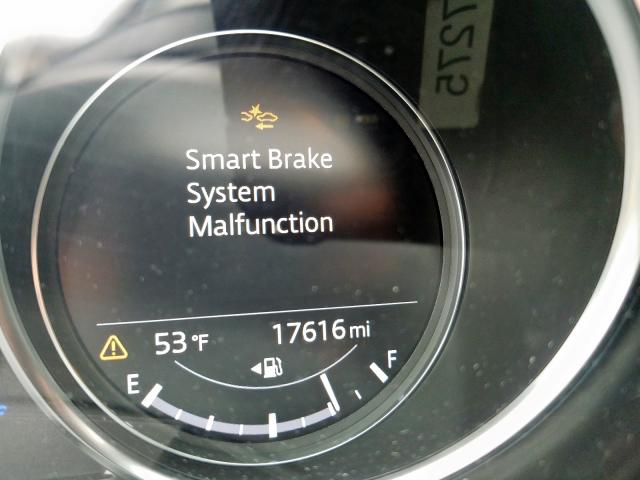 Smart Brake
System
Malfunction
53°F 17616 mi
E F